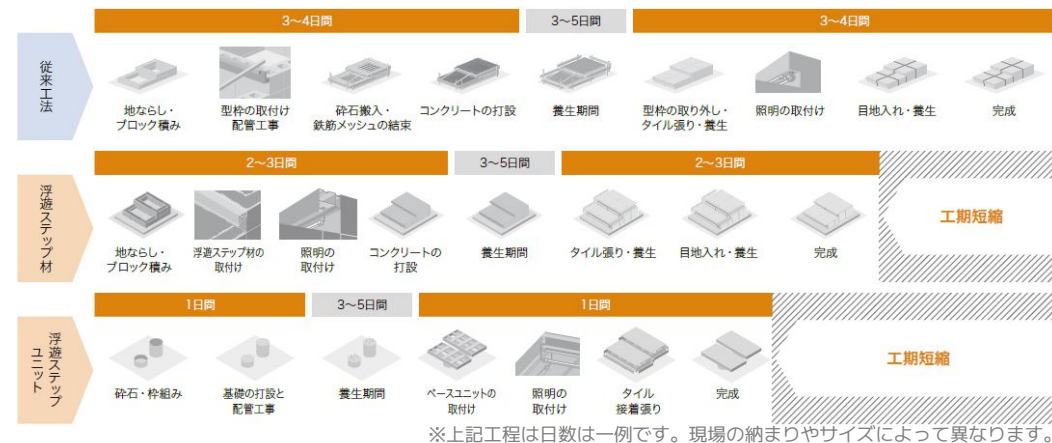 3〜4日間
3〜5日間
3〜4日間
従来工法
地ならし・
ブロック積み
型枠の取付け
配管工事
砕石搬入・
鉄筋メッシュの結束
コンクリートの打設
養生期間
型枠の取り外し・
タイル張り・養生
照明の取付け
目地入れ・養生
完成
2〜3日間
3〜5日間
2〜3日間
浮遊ステップ材
地ならし・
ブロック積み
浮遊ステップ材の
取付け
照明の
取付け
コンクリートの
打設
養生期間
タイル張り・養生
目地入れ・養生
完成
工期短縮
1日間
3〜5日間
1日間
浮遊ステップ
ユニット
砕石・枠組み
基礎の打設と
配管工事
養生期間
ベースユニットの
取付け
照明の
取付け
タイル
接着張り
完成
工期短縮
※上記工程は日数は一例です。現場の納まりやサイズによって異なります。